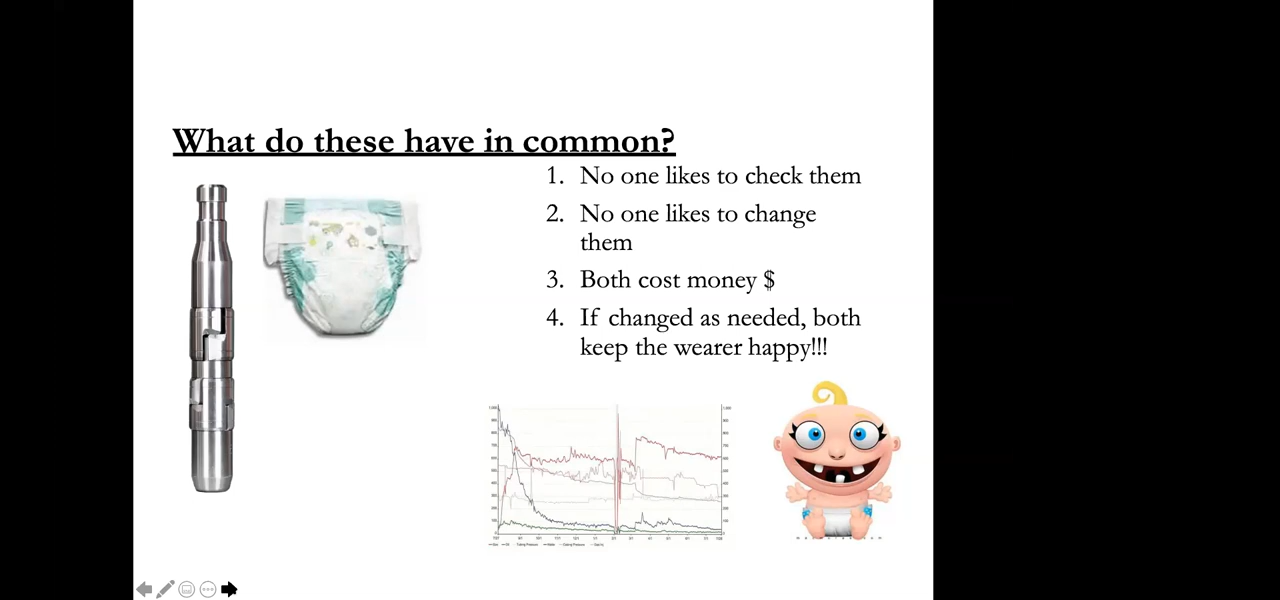 What do these have in common?
1. No one likes to check them
2. No one likes to change
them
3. Both cost money $
4. If changed as needed, both
keep the wearer happy!!!